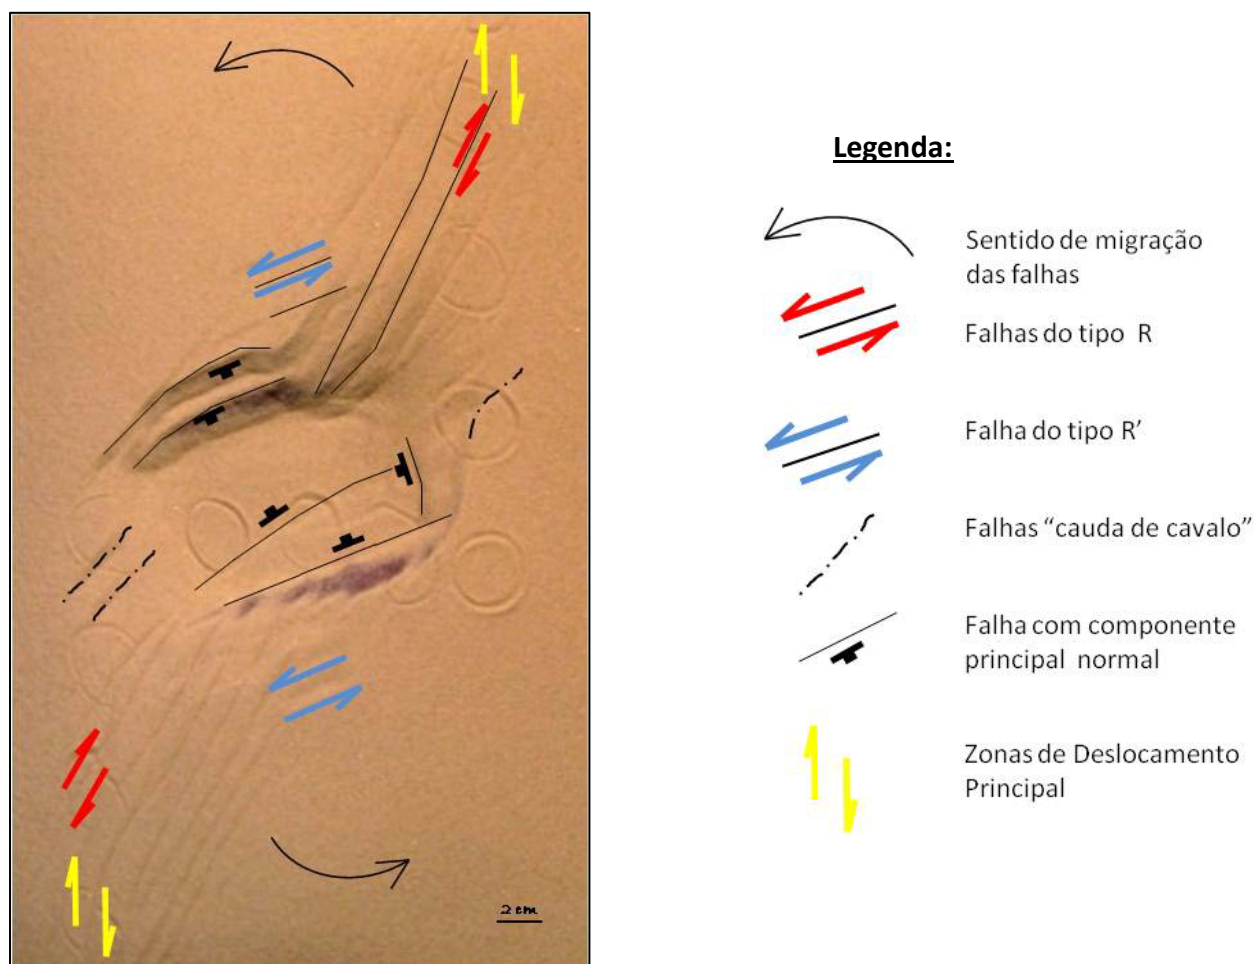 Legenda:
Sentido de migração
das falhas
Falhas do tipo R
Falha do tipo R’
Falhas “cauda de cavalo”
Falha com componente
principal normal
Zonas de Deslocamento
Principal
2 cm